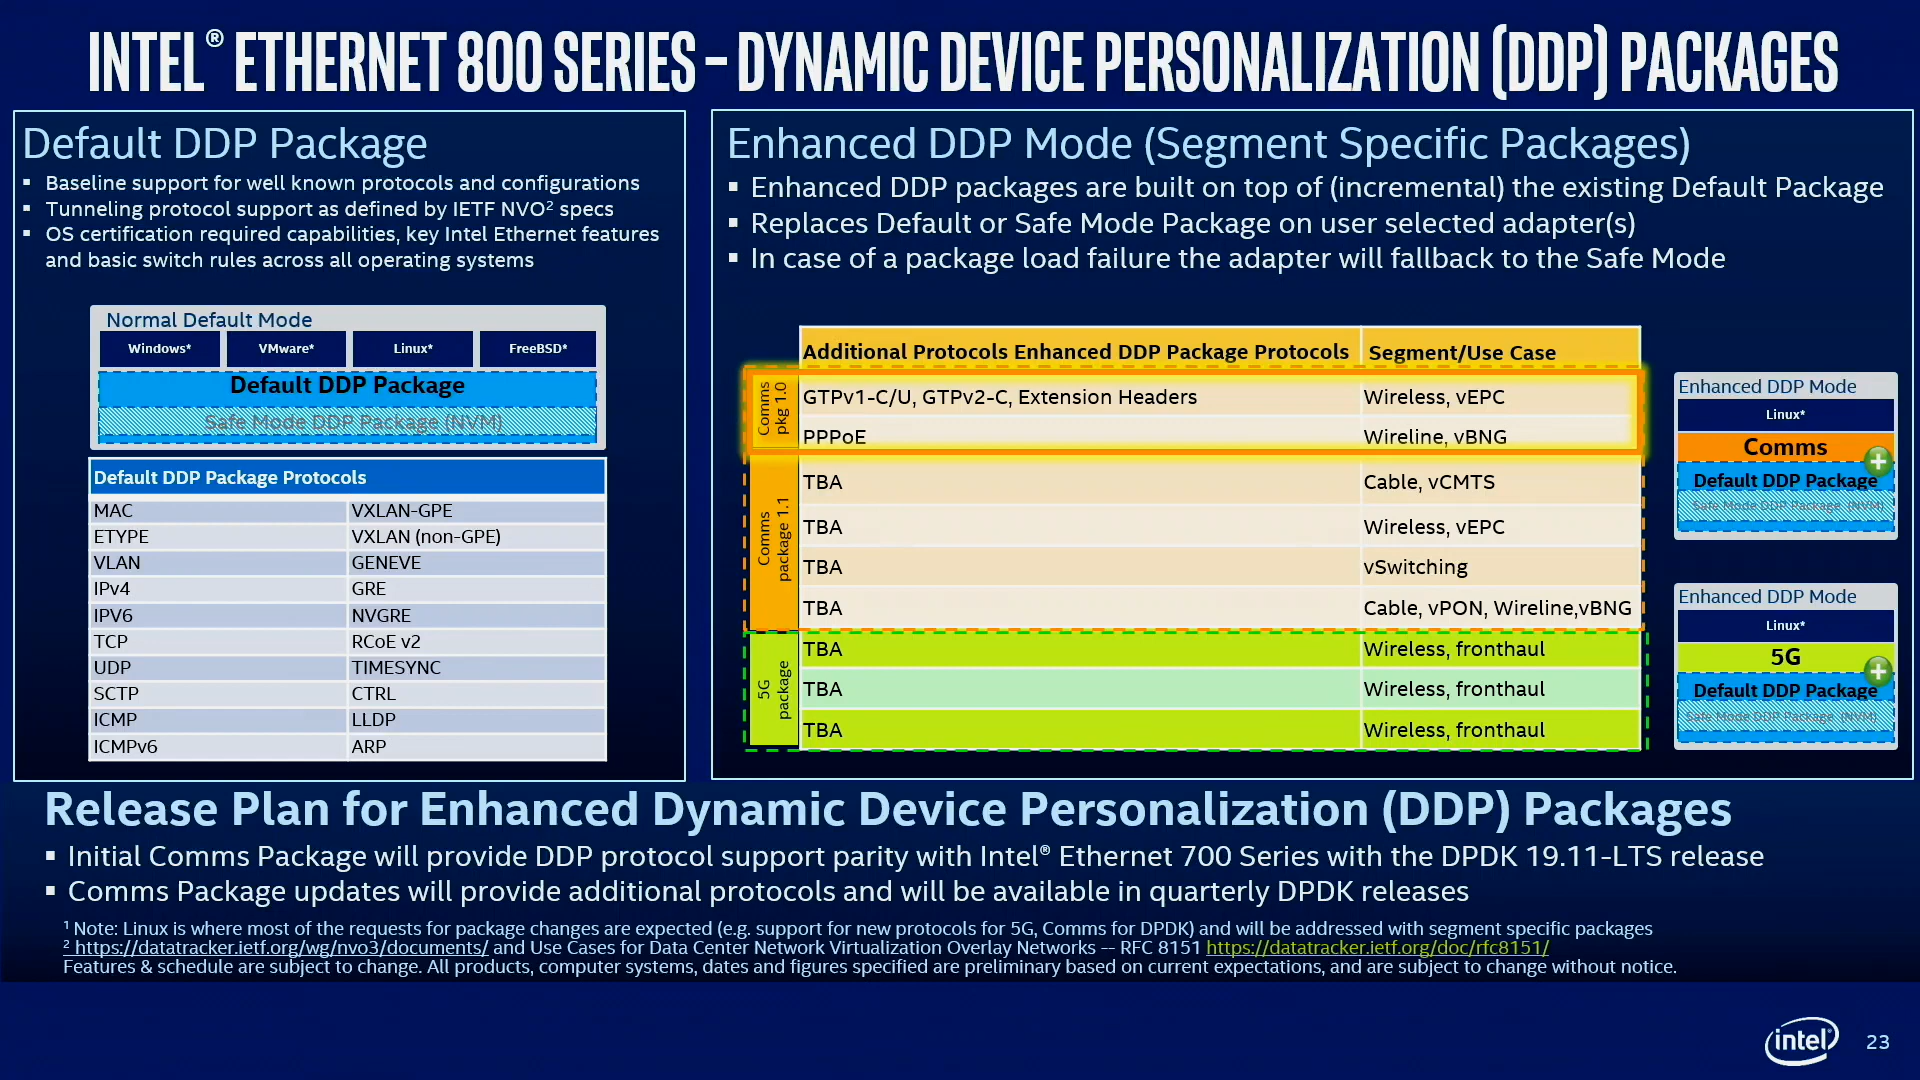 INTEL® ETHERNET 800 SERIES – DYNAMIC DEVICE PERSONALIZATION (DDP) PACKAGES
Default DDP Package
▪ Baseline support for well known protocols and configurations
▪ Tunneling protocol support as defined by IETF NVO² specs
▪ OS certification required capabilities, key Intel Ethernet features
and basic switch rules across all operating systems
Normal Default Mode
Windows* VMware* Linux* FreeBSD*
Default DDP Package
Safe Mode DDP Package (NVM)
Default DDP Package Protocols
MAC VXLAN-GPE
ETYPE VXLAN (non-GPE)
VLAN GENEVE
IPv4 GRE
IPV6 NVGRE
TCP RCoE v2
UDP TIMESYNC
SCTP CTRL
ICMP LLDP
ICMPv6 ARP
Enhanced DDP Mode (Segment Specific Packages)
▪ Enhanced DDP packages are built on top of (incremental) the existing Default Package
▪ Replaces Default or Safe Mode Package on user selected adapter(s)
▪ In case of a package load failure the adapter will fallback to the Safe Mode
Additional Protocols Enhanced DDP Package Protocols Segment/Use Case
Comms
pkg 1.0
GTPv1-C/U, GTPv2-C, Extension Headers Wireless, vEPC
PPPoE Wireline, vBNG
Comms
package 1.1
TBA Cable, vCMTS
TBA Wireless, vEPC
TBA vSwitching
TBA Cable, vPON, Wireline,vBNG
5G
package
TBA Wireless, fronthaul
TBA Wireless, fronthaul
TBA Wireless, fronthaul
Enhanced DDP Mode
Linux*
Comms
Default DDP Package
Safe Mode DDP Package (NVM)
Enhanced DDP Mode
Linux*
5G
Default DDP Package
Safe Mode DDP Package (NVM)
Release Plan for Enhanced Dynamic Device Personalization (DDP) Packages
▪ Initial Comms Package will provide DDP protocol support parity with Intel® Ethernet 700 Series with the DPDK 19.11-LTS release
▪ Comms Package updates will provide additional protocols and will be available in quarterly DPDK releases
¹ Note: Linux is where most of the requests for package changes are expected (e.g. support for new protocols for 5G, Comms for DPDK) and will be addressed with segment specific packages
² https://datatracker.ietf.org/wg/nvo3/documents/ and Use Cases for Data Center Network Virtualization Overlay Networks -- RFC 8151 https://datatracker.ietf.org/doc/rfc8151/
Features & schedule are subject to change. All products, computer systems, dates and figures specified are preliminary based on current expectations, and are subject to change without notice.
intel
23